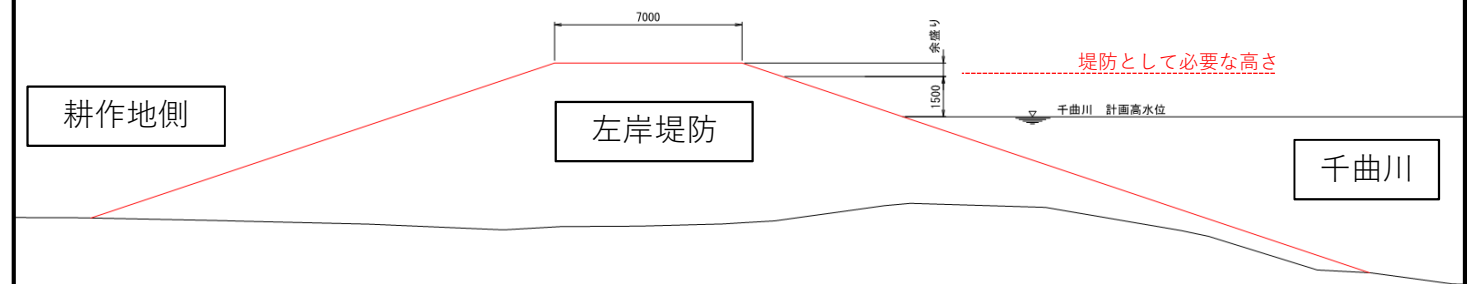 7000
余盛り
堤防として必要な高さ
1500
千曲川 計画高水位
耕作地側
左岸堤防
千曲川